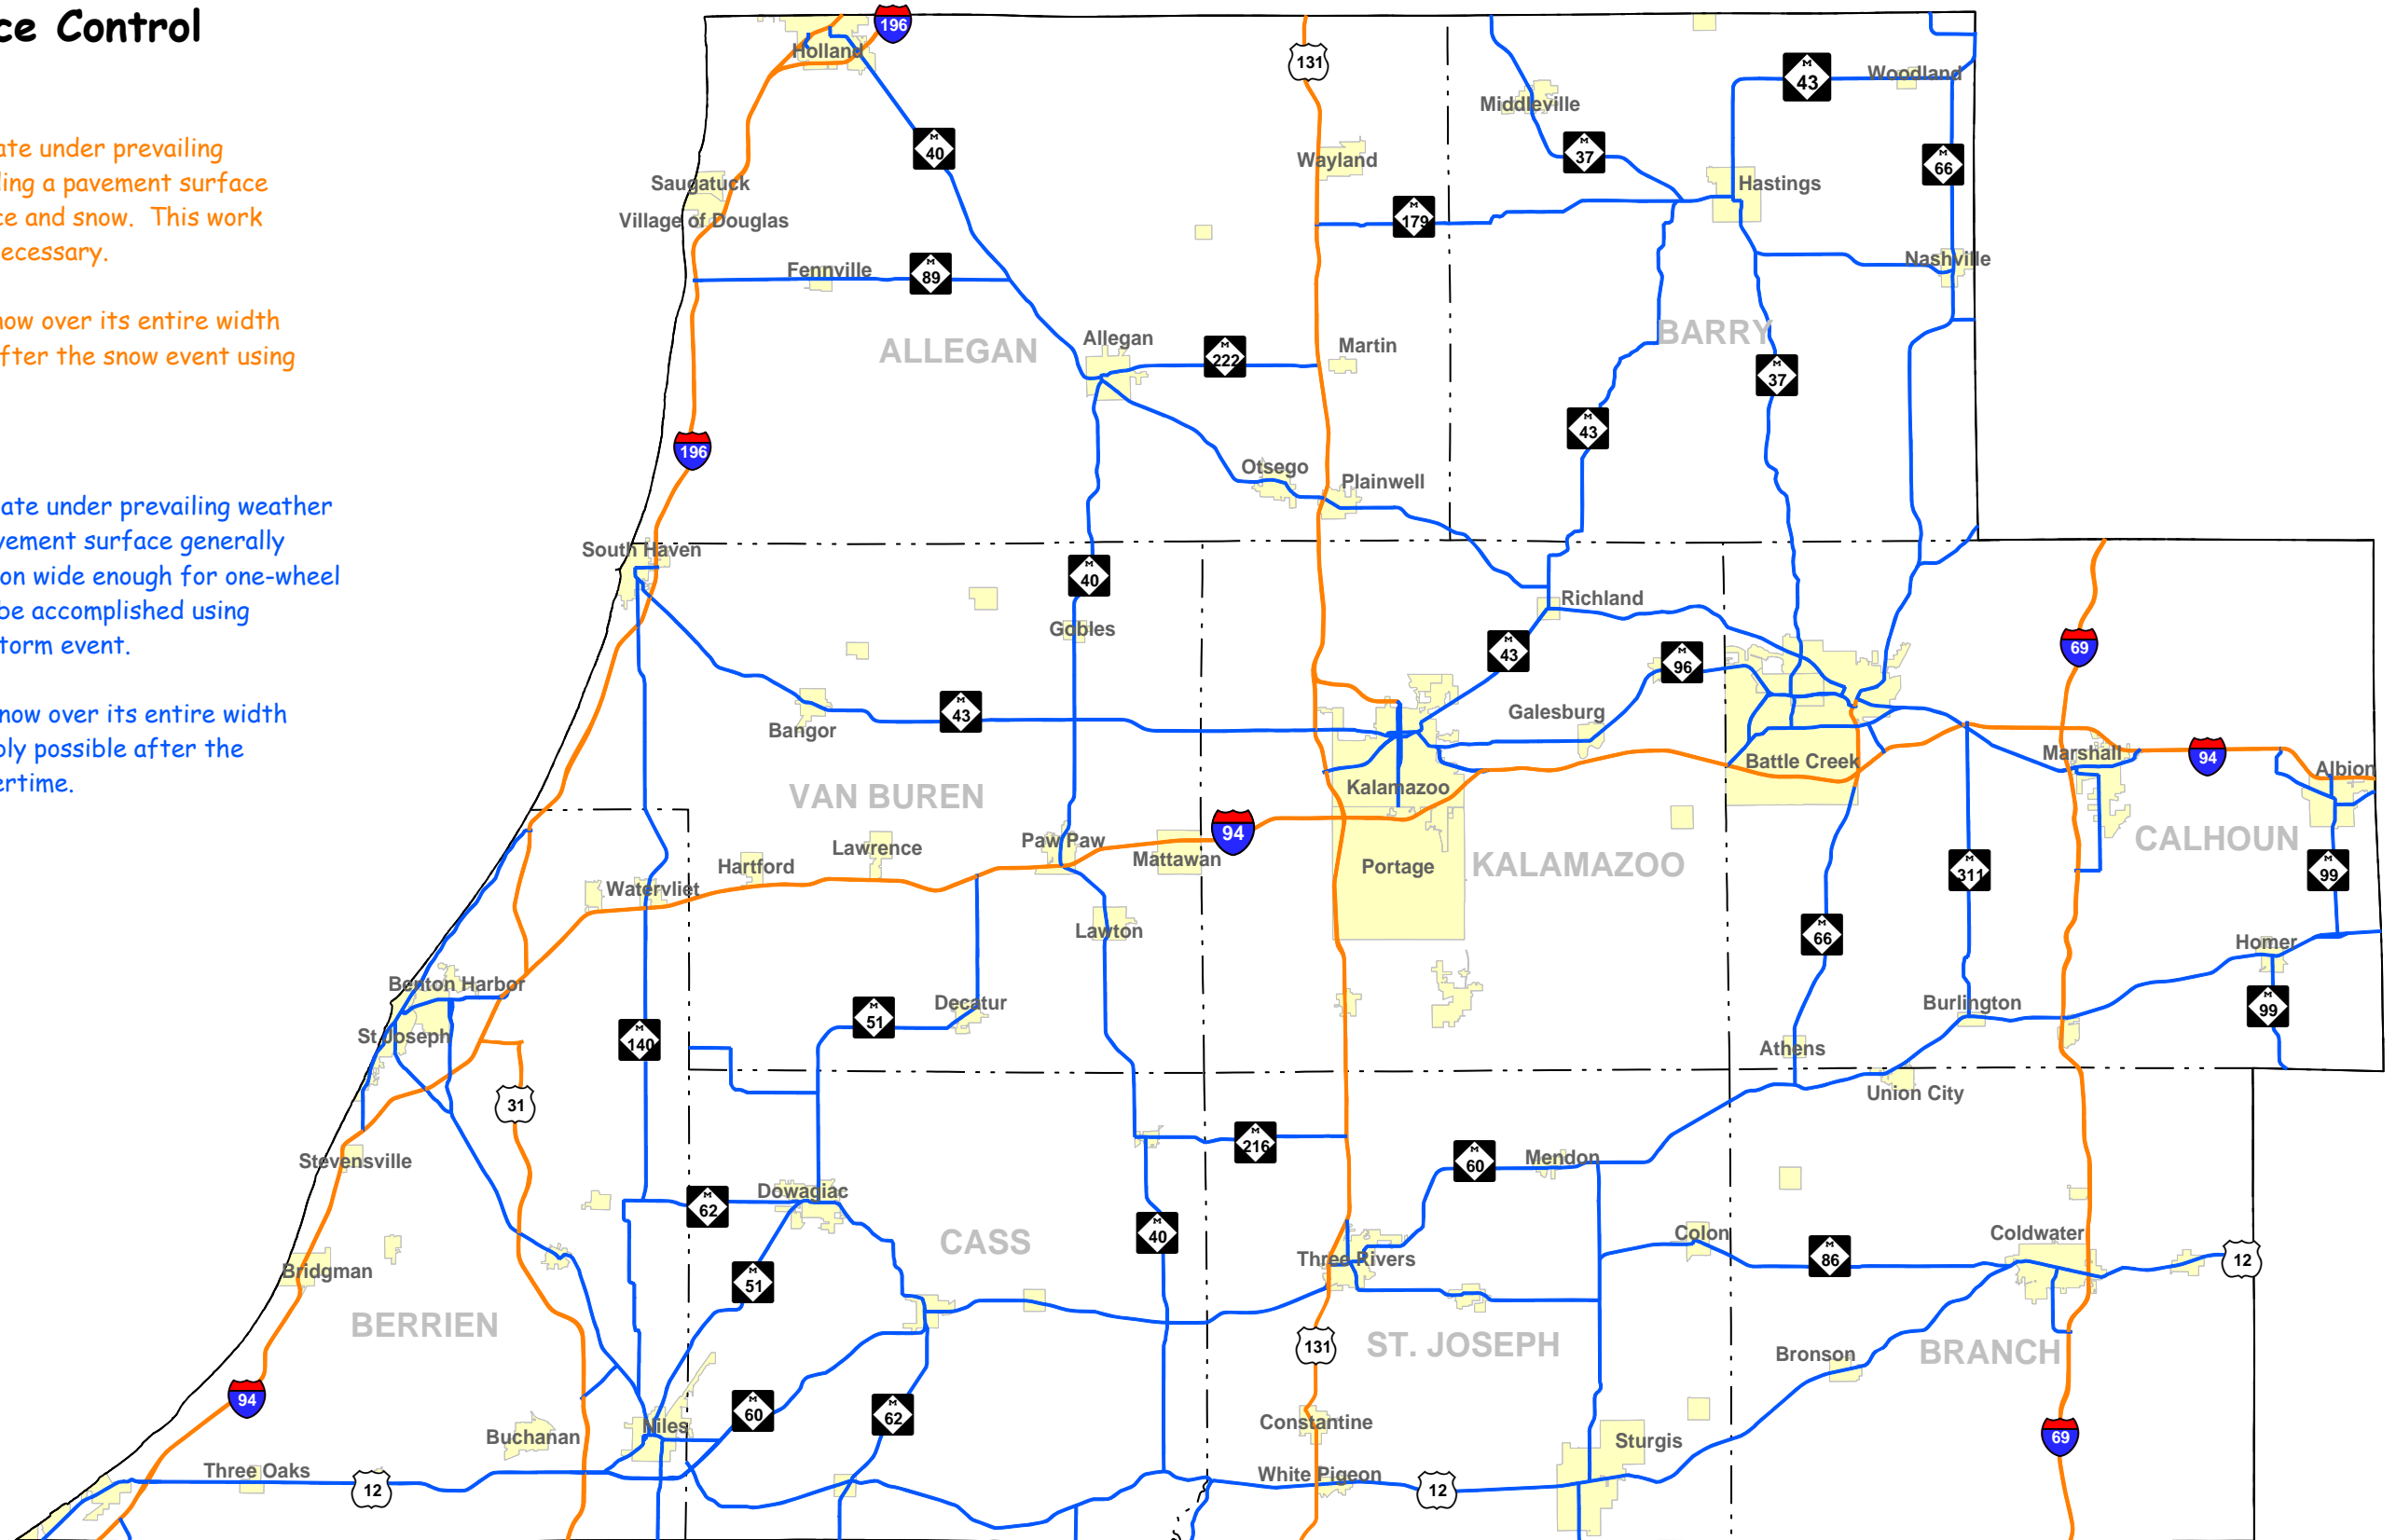 ce Control
ate under prevailing
ling a pavement surface
ce and snow.  This work
ecessary.
now over its entire width
fter the snow event using
ate under prevailing weather
vement surface generally
on wide enough for one-wheel
be accomplished using
torm event.
now over its entire width
bly possible after the
ertime.
196
Holland
131
M 43
Woodland
Middleville
M 40
M 37
Wayland
M 66
Saugatuck
Hastings
Village of Douglas
M 179
Fennville
M 89
Nashville
BARRY
ALLEGAN
Allegan
M 222
Martin
M 37
M 43
196
Otsego
Plainwell
South Haven
M 40
Richland
Gobles
M 43
M 96
69
Bangor
M 43
Galesburg
Battle Creek
Marshall
94
Albion
VAN BUREN
Kalamazoo
94
Paw Paw
Lawrence
Mattawan
Hartford
Portage
KALAMAZOO
CALHOUN
M 311
M 99
Watervliet
Lawton
M 66
Homer
Benton Harbor
Decatur
M 51
Burlington
M 99
St Joseph
M 140
Athens
31
Union City
M 216
M 60
Mendon
Stevensville
Dowagiac
M 62
CASS
M 40
Colon
Coldwater
Three Rivers
M 86
12
Bridgman
M 51
BERRIEN
131
ST. JOSEPH
Bronson
BRANCH
94
M 60
M 62
Constantine
Niles
Buchanan
Sturgis
69
Three Oaks
12
White Pigeon
12